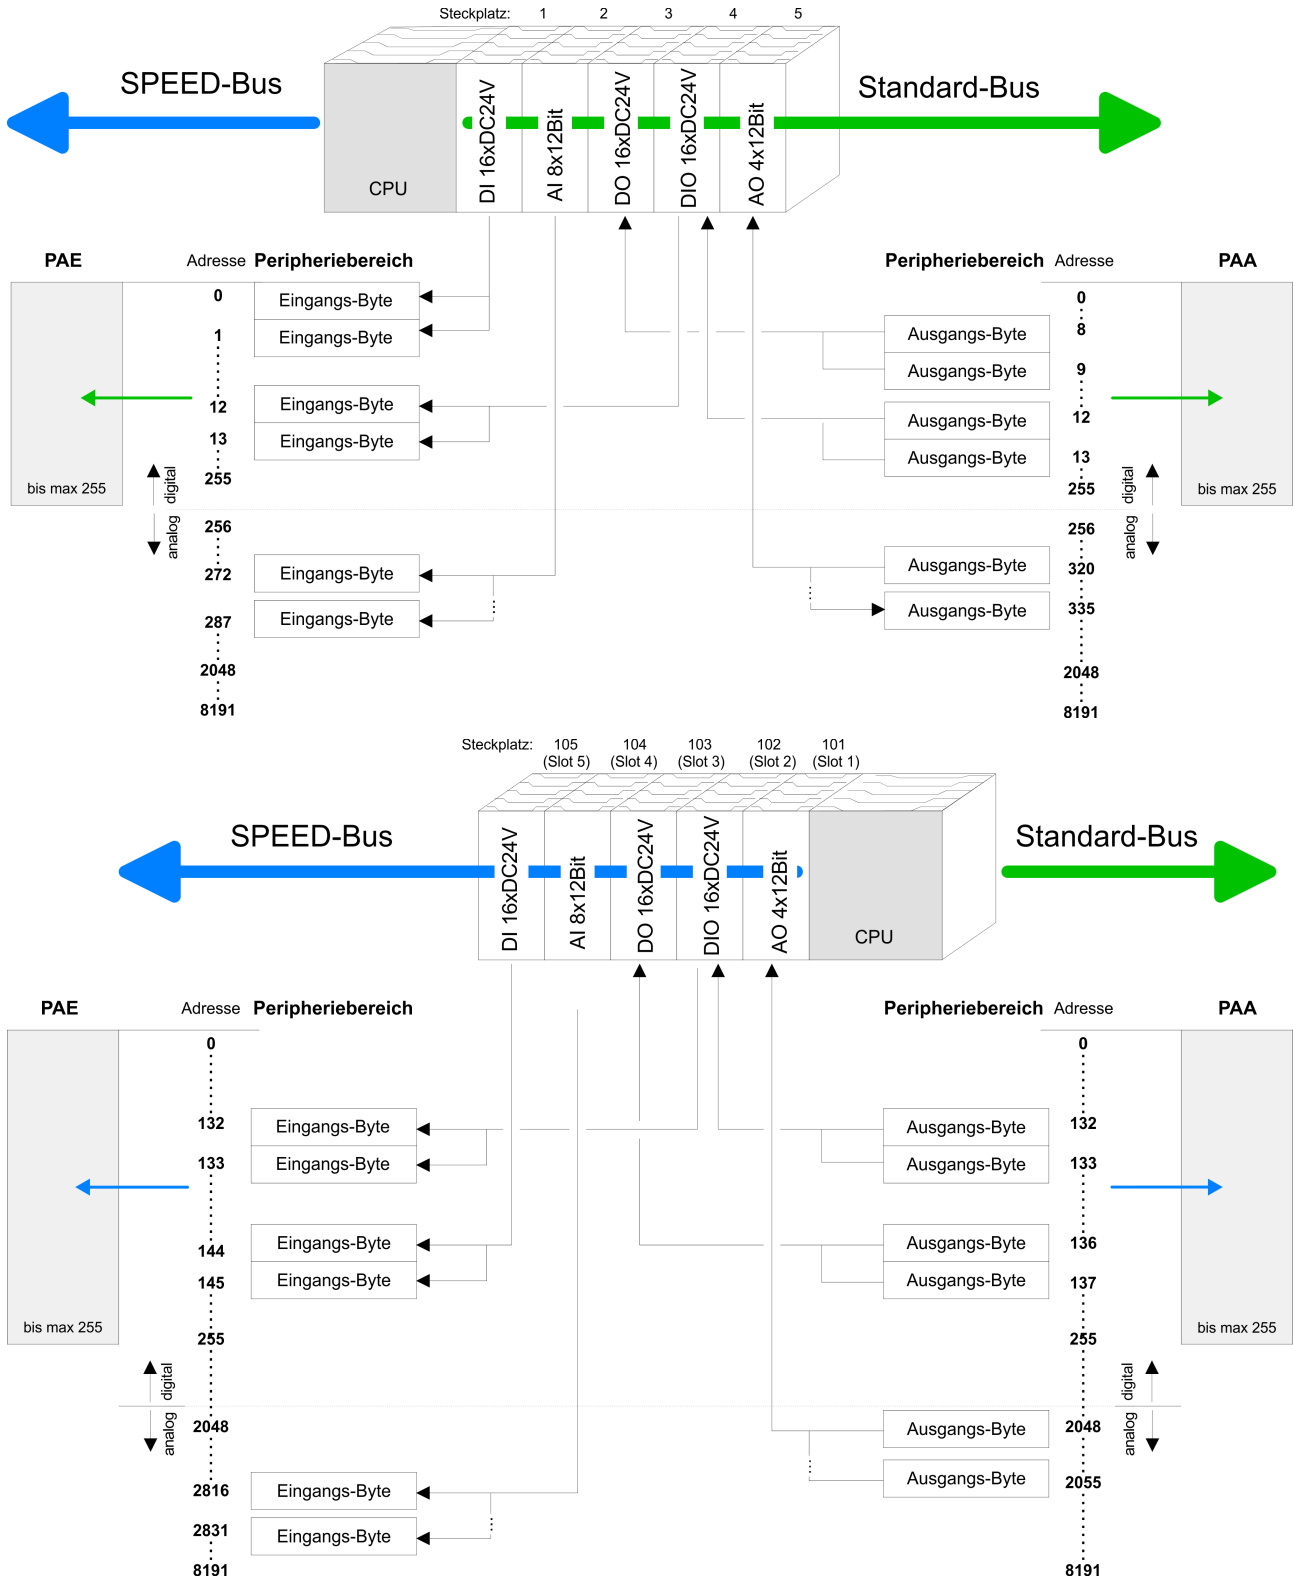 Steckplatz: 1 2 3 4 5
SPEED-Bus
Standard-Bus
CPU
DI 16xDC24V
AI 8x12Bit
DO 16xDC24V
DIO 16xDC24V
AO 4x12Bit
PAE Adresse Peripheriebereich
Peripheriebereich Adresse PAA
0 Eingangs-Byte
1 Eingangs-Byte
12 Eingangs-Byte
13 Eingangs-Byte
255
bis max 255
digital
analog
256
272 Eingangs-Byte
287 Eingangs-Byte
2048
8191
0
Ausgangs-Byte 8
Ausgangs-Byte 9
Ausgangs-Byte 12
Ausgangs-Byte 13
255
bis max 255
digital
analog
256
Ausgangs-Byte 320
Ausgangs-Byte 335
2048
8191
Steckplatz: 105 104 103 102 101
(Slot 5) (Slot 4) (Slot 3) (Slot 2) (Slot 1)
SPEED-Bus
Standard-Bus
DI 16xDC24V
AI 8x12Bit
DO 16xDC24V
DIO 16xDC24V
AO 4x12Bit
CPU
PAE Adresse Peripheriebereich
Peripheriebereich Adresse PAA
0
132 Eingangs-Byte
133 Eingangs-Byte
144 Eingangs-Byte
145 Eingangs-Byte
255
bis max 255
digital
analog
2048
2816 Eingangs-Byte
2831 Eingangs-Byte
8191
0
Ausgangs-Byte 132
Ausgangs-Byte 133
Ausgangs-Byte 136
Ausgangs-Byte 137
255
bis max 255
digital
analog
Ausgangs-Byte 2048
Ausgangs-Byte 2055
8191